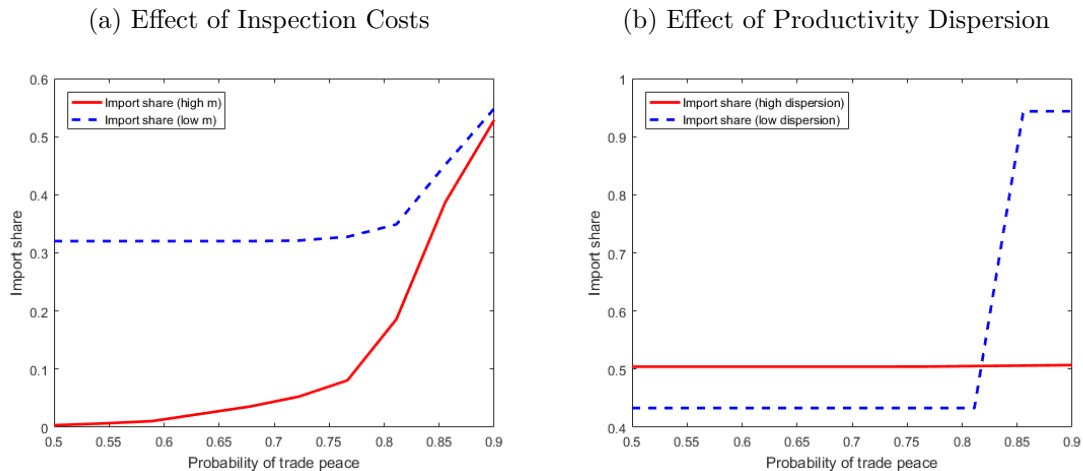 (a) Effect of Inspection Costs
0.6
0.5
0.4
0.3
0.2
0.1
0
Import share
Import share (high m)
Import share (low m)
0.5 0.55 0.6 0.65 0.7 0.75 0.8 0.85 0.9
Probability of trade peace
(b) Effect of Productivity Dispersion
1
0.9
0.8
0.7
0.6
0.5
0.4
Import share
Import share (high dispersion)
Import share (low dispersion)
0.5 0.55 0.6 0.65 0.7 0.75 0.8 0.85 0.9
Probability of trade peace